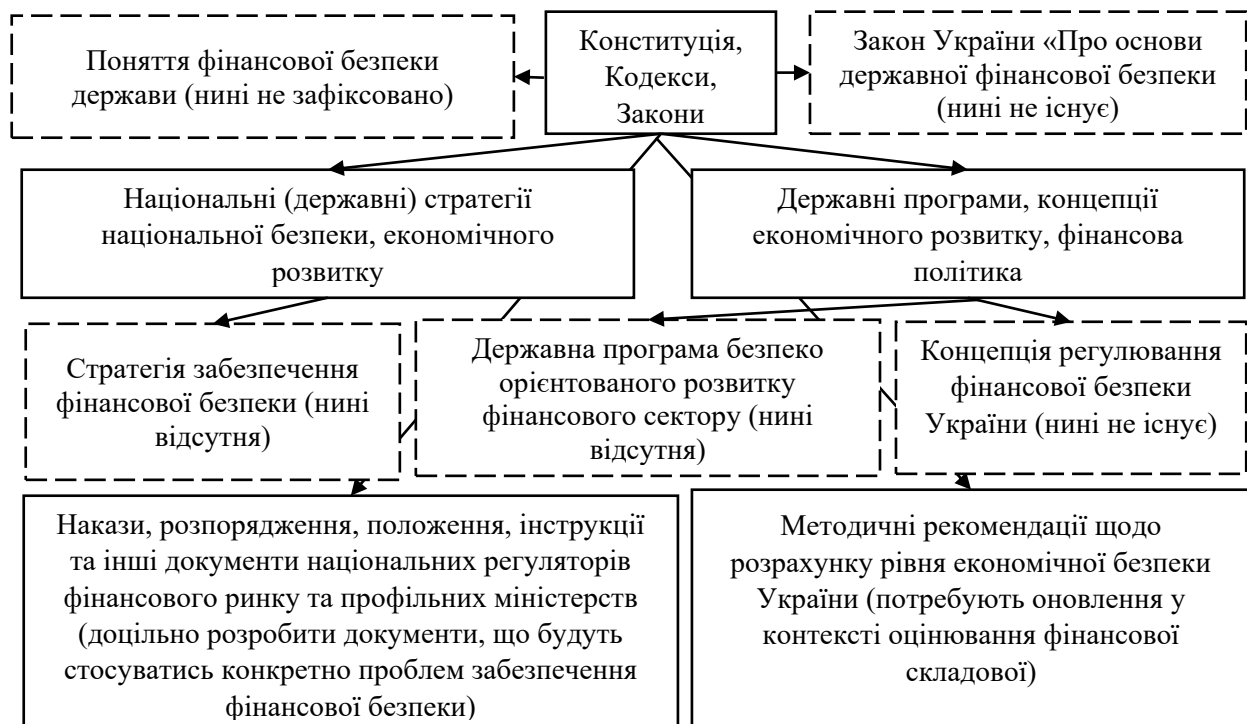 Поняття фінансової безпеки
держави (нині не зафіксовано)
Конституція,
Кодекси,
Закони
Закон України «Про основи
державної фінансової безпеки
(нині не існує)
Національні (державні) стратегії
національної безпеки, економічного
розвитку
Державні програми, концепції
економічного розвитку, фінансова
політика
Стратегія забезпечення
фінансової безпеки (нині
відсутня)
Державна програма безпеко
орієнтованого розвитку
фінансового сектору (нині
відсутня)
Концепція регулювання
фінансової безпеки
України (нині не існує)
Накази, розпорядження, положення, інструкції
та інші документи національних регуляторів
фінансового ринку та профільних міністерств
(доцільно розробити документи, що будуть
стосуватись конкретно проблем забезпечення
фінансової безпеки)
Методичні рекомендації щодо
розрахунку рівня економічної безпеки
України (потребують оновлення у
контексті оцінювання фінансової
складової)